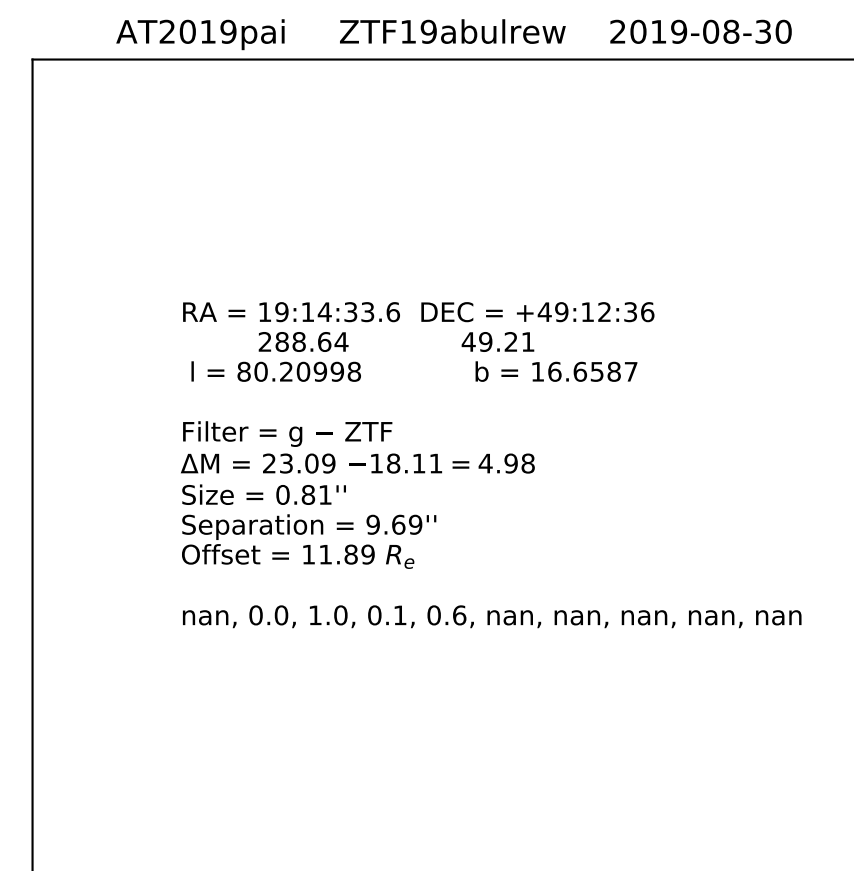 AT2019pai ZTF19abulrew 2019-08-30
RA = 19:14:33.6 DEC = +49:12:36
288.64 49.21
l = 80.20998 b = 16.6587
Filter = g − ZTF
ΔM = 23.09 −18.11 = 4.98
Size = 0.81''
Separation = 9.69''
Offset = 11.89 Re
nan, 0.0, 1.0, 0.1, 0.6, nan, nan, nan, nan, nan